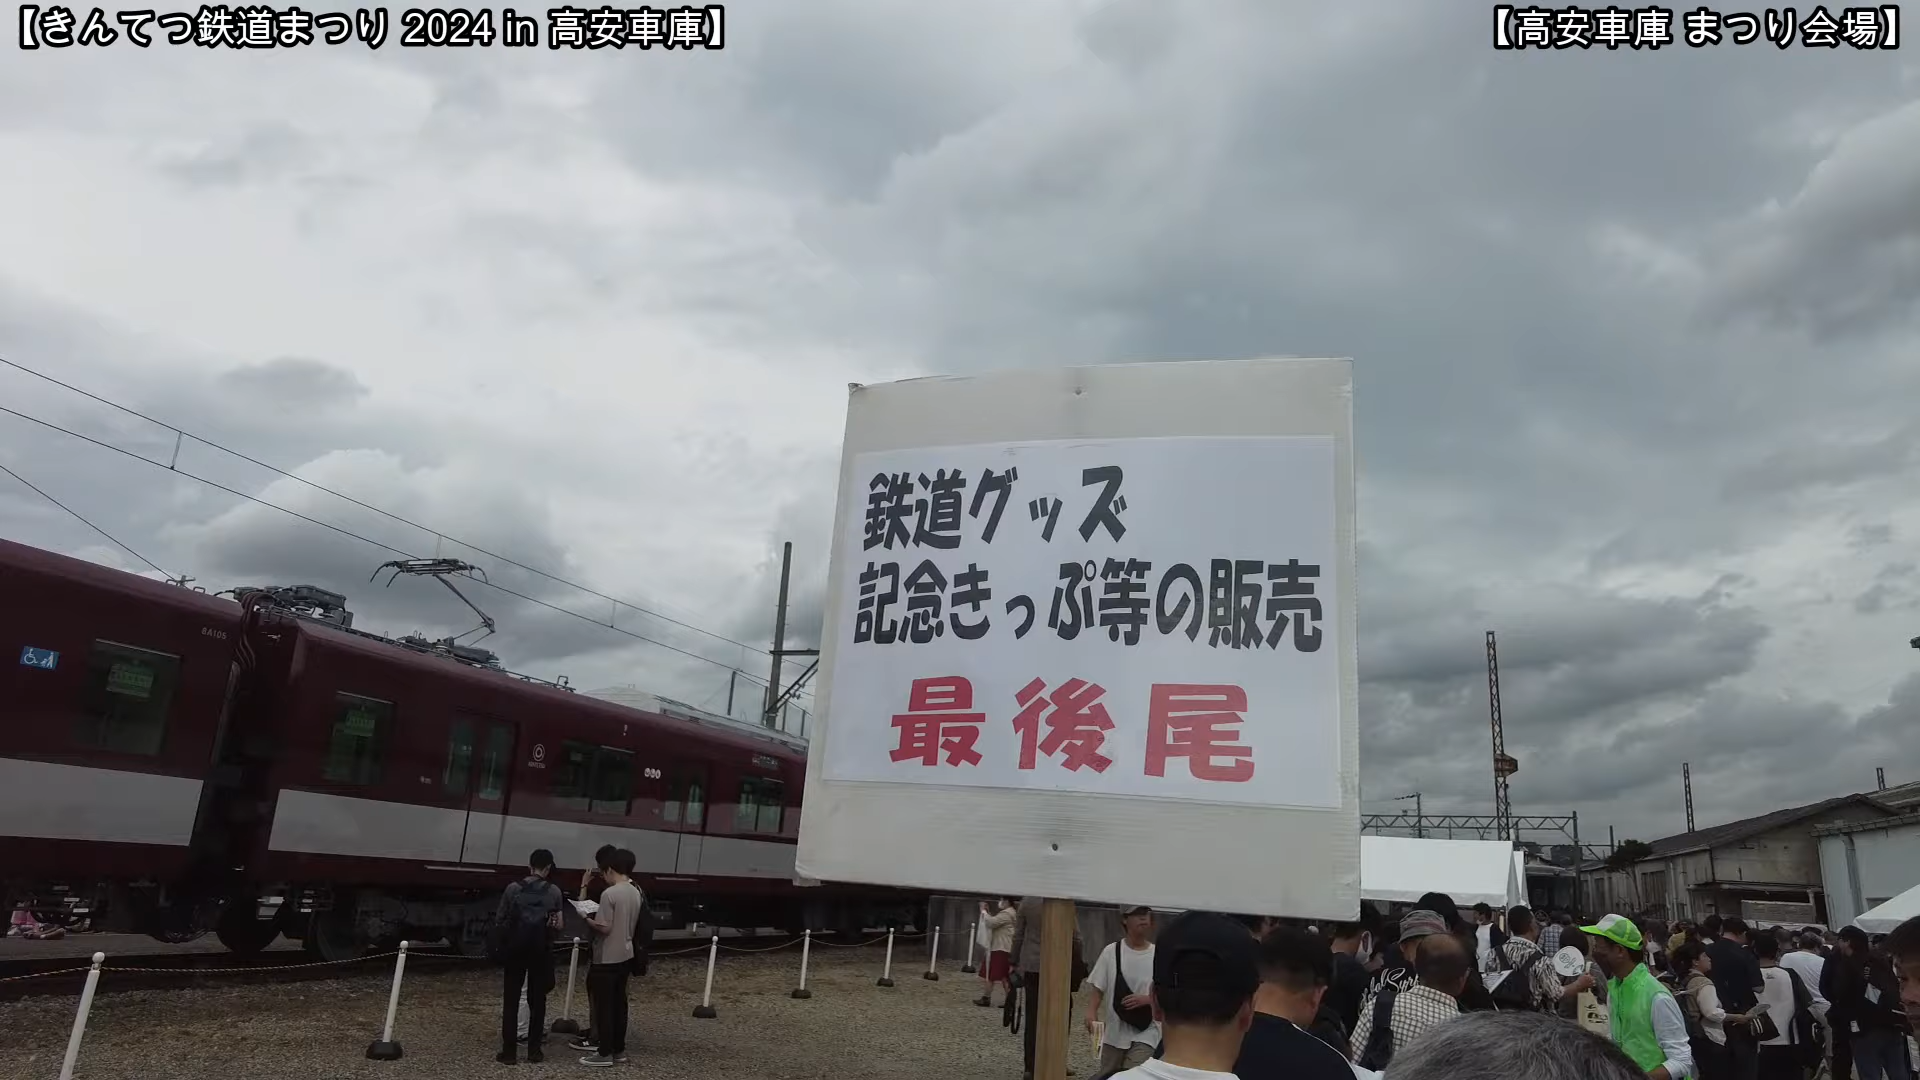 【きんてつ鉄道まつり 2024 in 高安車庫】
【高安車庫 まつり会場】
鉄道グッズ
記念きっぷ等の販売
最後尾
8A105